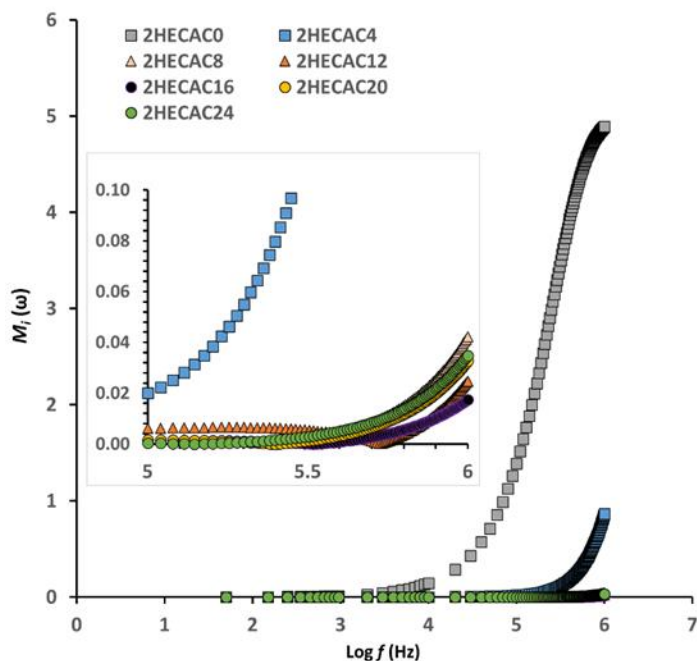 6
2HECAC0 2HECAC4
2HECAC8 2HECAC12
2HECAC16 2HECAC20
2HECAC24
5
4
3
2
1
0
Mi (ω)
0.10
0.08
0.06
0.04
0.02
0.00
5 5.5 6
0 1 2 3 4 5 6 7
Log f (Hz)